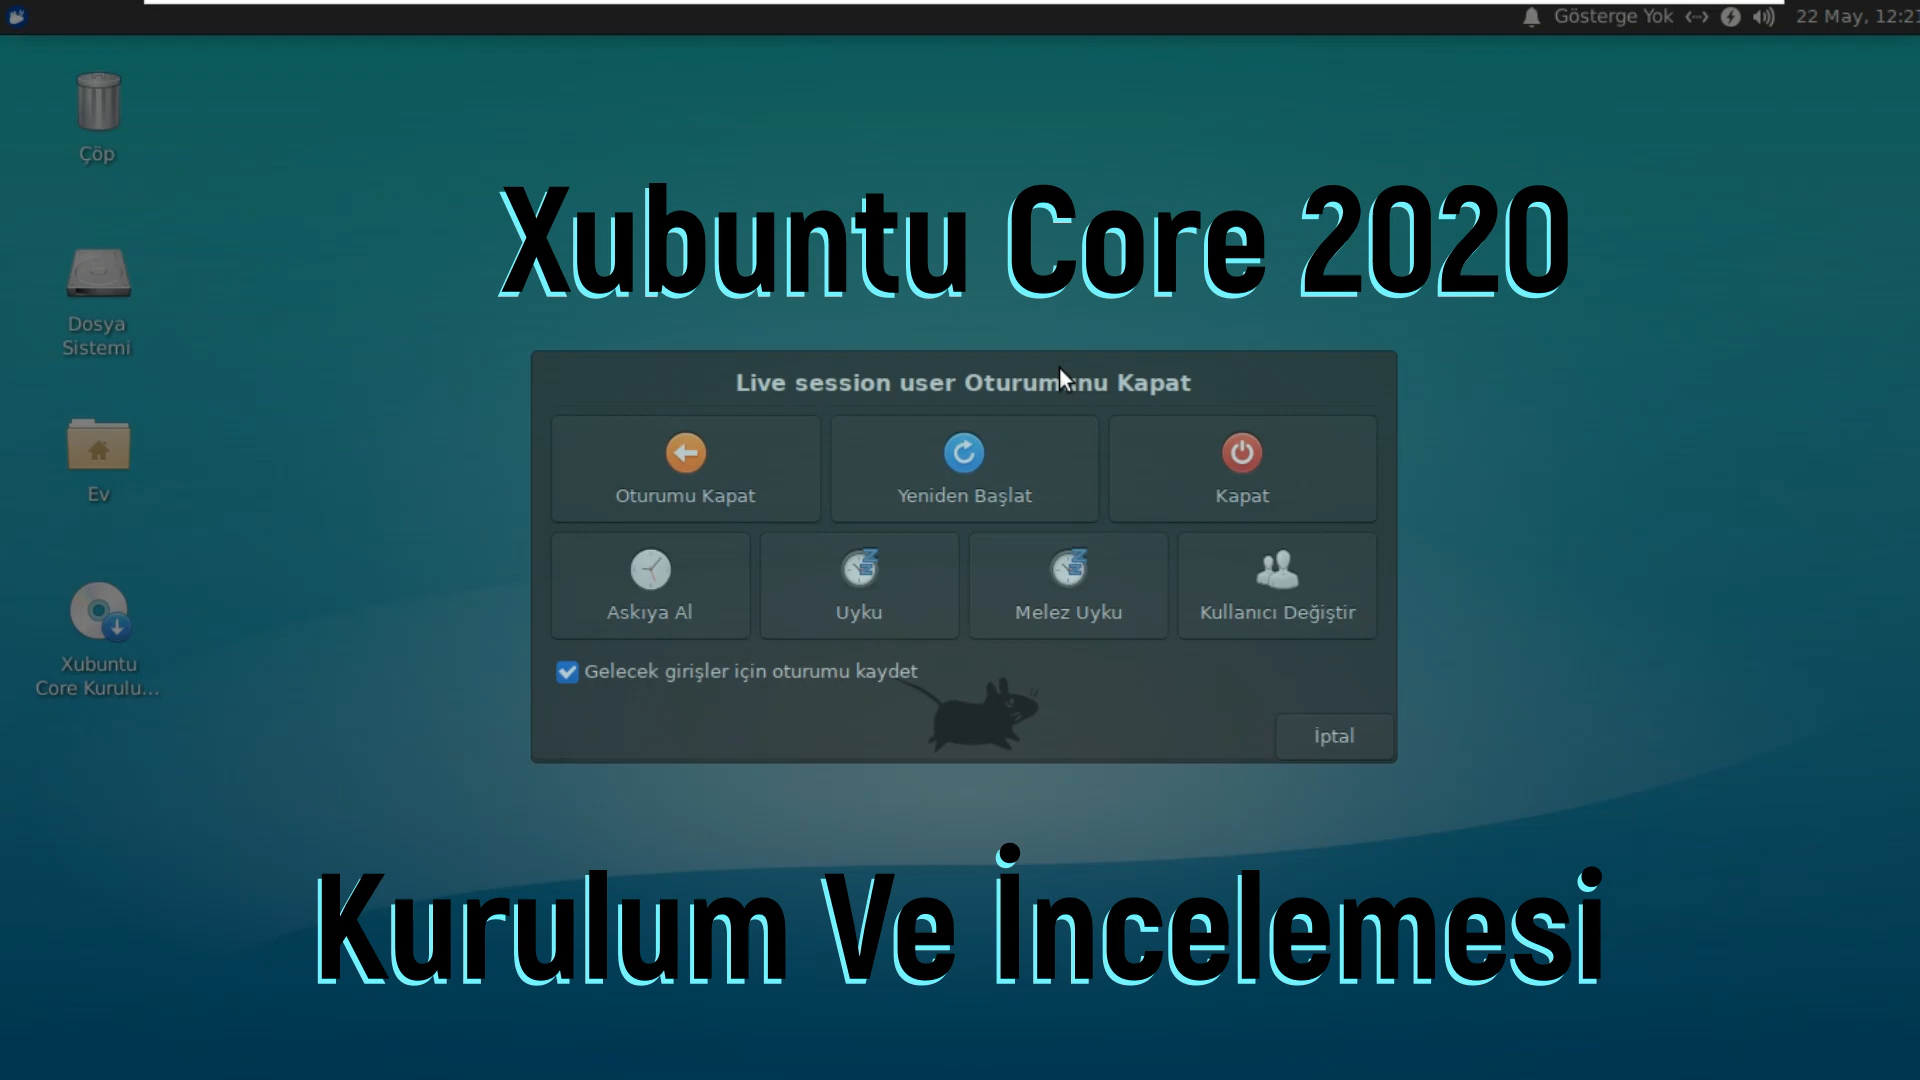 Gösterge Yok
22 May, 12:2
Çöp
Xubuntu Core 2020
Dosya
Sistemi
Live session user Oturumunu Kapat
Oturumu Kapat
Yeniden Başlat
Kapat
Ev
Askıya Al
Uyku
Melez Uyku
Kullanıcı Değiştir
Xubuntu
Core Kurulu...
Gelecek girişler için oturumu kaydet
İptal
Kurulum Ve İncelemesi